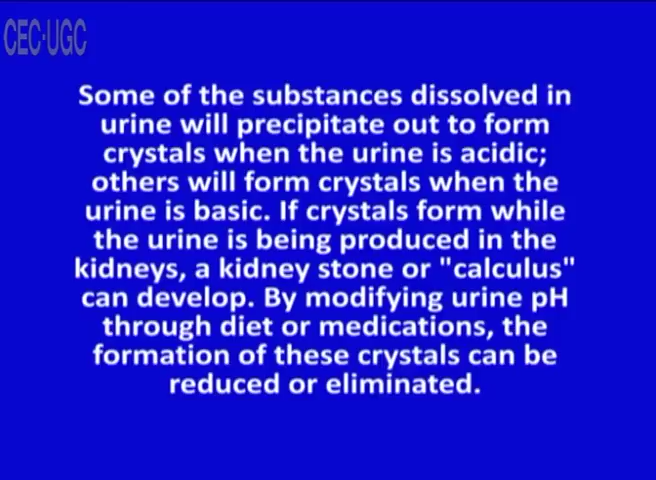 CEC-UGC
Some of the substances dissolved in
urine will precipitate out to form
crystals when the urine is acidic;
others will form crystals when the
urine is basic. If crystals form while
the urine is being produced in the
kidneys, a kidney stone or "calculus"
can develop. By modifying urine pH
through diet or medications, the
formation of these crystals can be
reduced or eliminated.